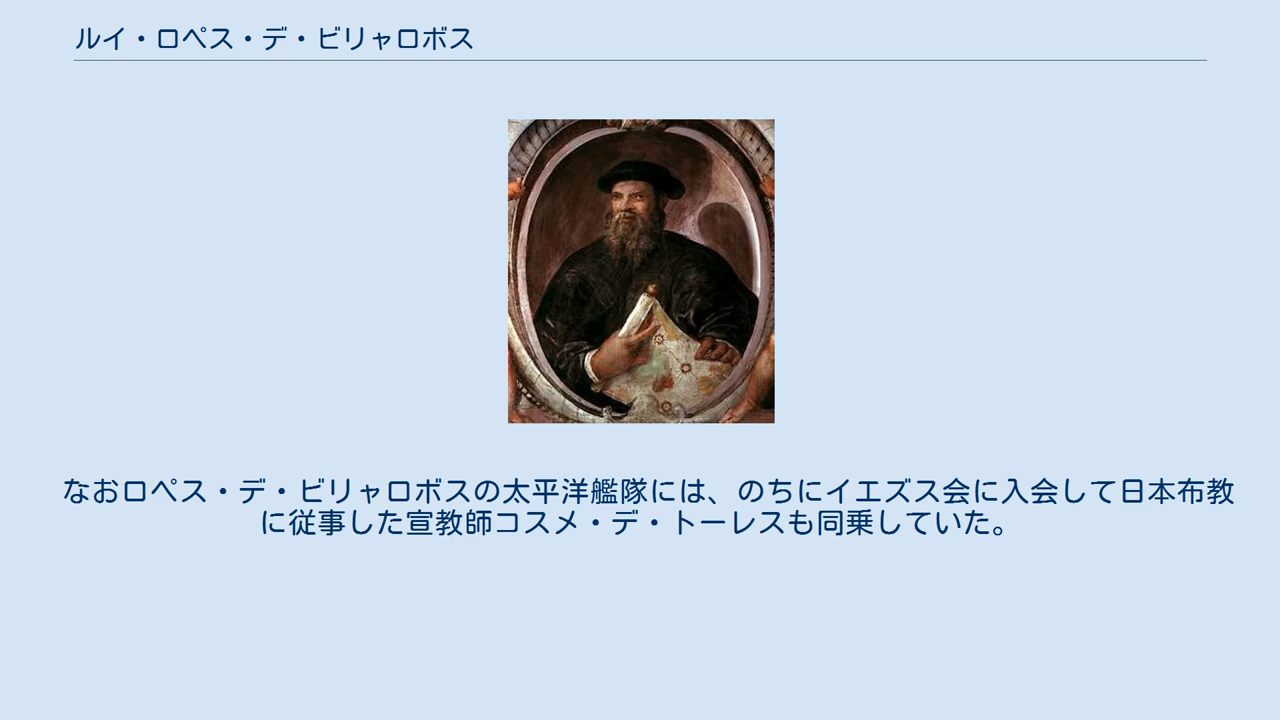 ルイ・ロペス・デ・ビリャロボス
なおロペス・デ・ビリャロボスの太平洋艦隊には、のちにイエズス会に入会して日本布教
に従事した宣教師コスメ・デ・トーレスも同乗していた。